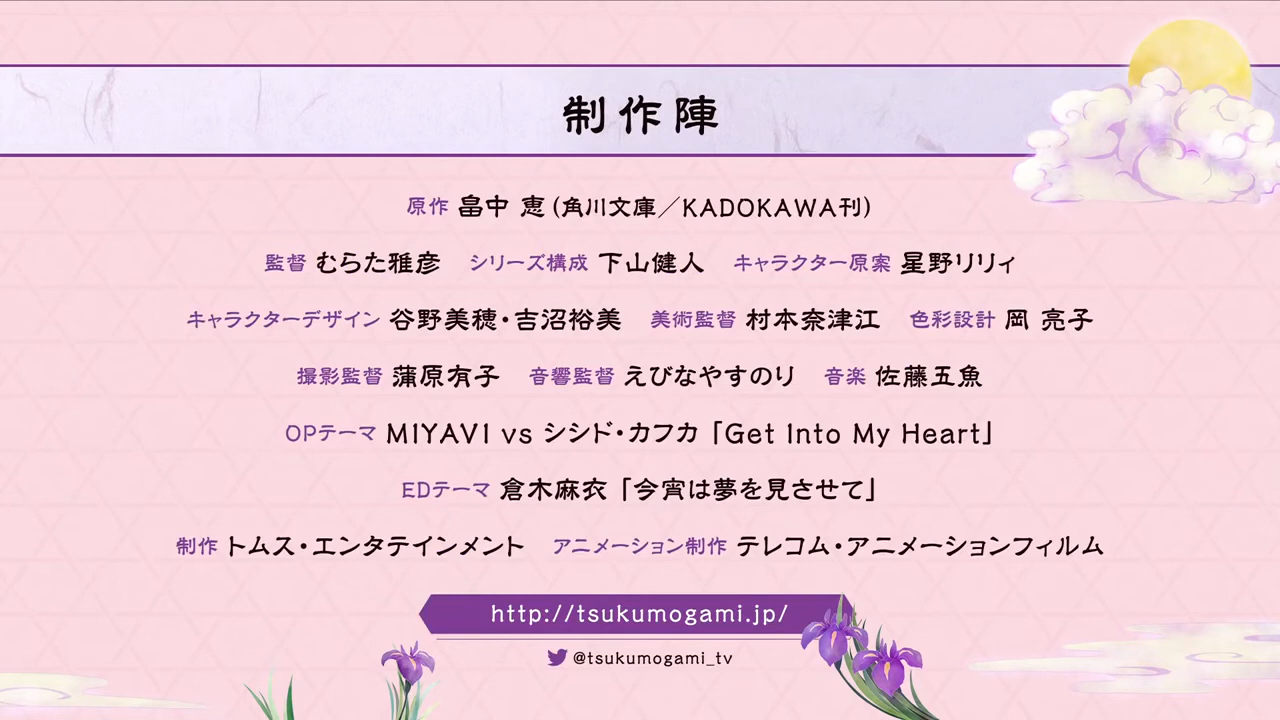 制作陣
原作 畠中 恵 (角川文庫／KADOKAWA刊)
監督 むらた雅彦 シリーズ構成 下山健人 キャラクター原案 星野リリィ
キャラクターデザイン 谷野美穂・吉沼裕美 美術監督 村本奈津江 色彩設計 岡 亮子
撮影監督 蒲原有子 音響監督 えびなやすのり 音楽 佐藤五魚
OPテーマ MIYAVI vs シシド・カフカ 「Get Into My Heart」
EDテーマ 倉木麻衣 「今宵は夢を見させて」
制作 トムス・エンタテインメント アニメーション制作 テレコム・アニメーションフィルム
http://tsukumogami.jp/
@tsukumogami_tv